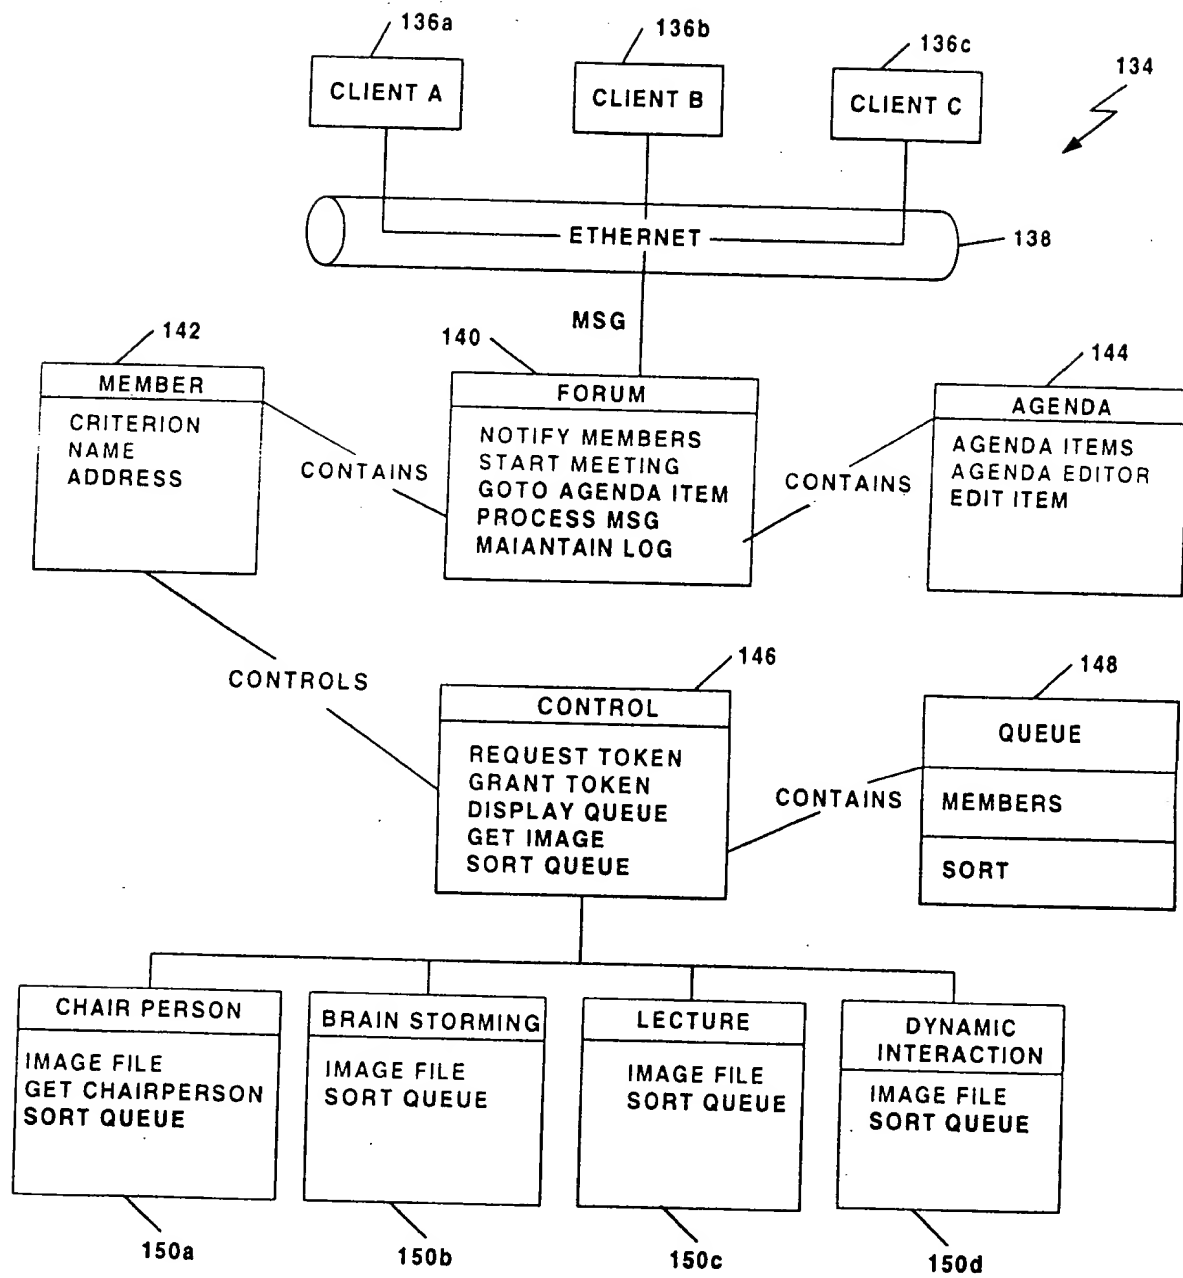 136a
136b
136c
134
CLIENT A
CLIENT B
CLIENT C
ETHERNET
138
MSG
142
140
144
MEMBER
CRITERION
NAME
ADDRESS
CONTAINS
FORUM
NOTIFY MEMBERS
START MEETING
GOTO AGENDA ITEM
PROCESS MSG
MAIANTAIN LOG
CONTAINS
AGENDA
AGENDA ITEMS
AGENDA EDITOR
EDIT ITEM
CONTROLS
146
148
CONTROL
REQUEST TOKEN
GRANT TOKEN
DISPLAY QUEUE
GET IMAGE
SORT QUEUE
CONTAINS
QUEUE
MEMBERS
SORT
CHAIR PERSON
IMAGE FILE
GET CHAIRPERSON
SORT QUEUE
BRAIN STORMING
IMAGE FILE
SORT QUEUE
LECTURE
IMAGE FILE
SORT QUEUE
DYNAMIC
INTERACTION
IMAGE FILE
SORT QUEUE
150a
150b
150c
150d